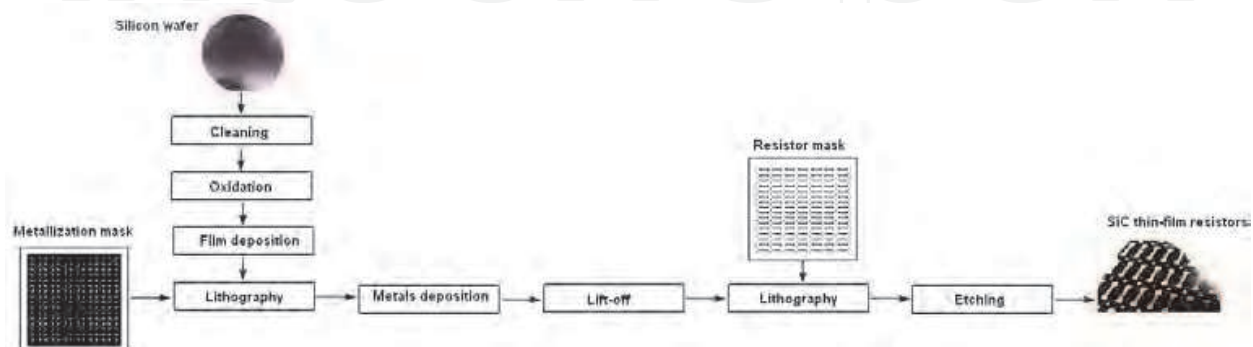 Silicon wafer
Cleaning
Oxidation
Film deposition
Metallization mask
Lithography
Metals deposition
Lift-off
Resistor mask
Lithography
Etching
SiC thin-film resistors